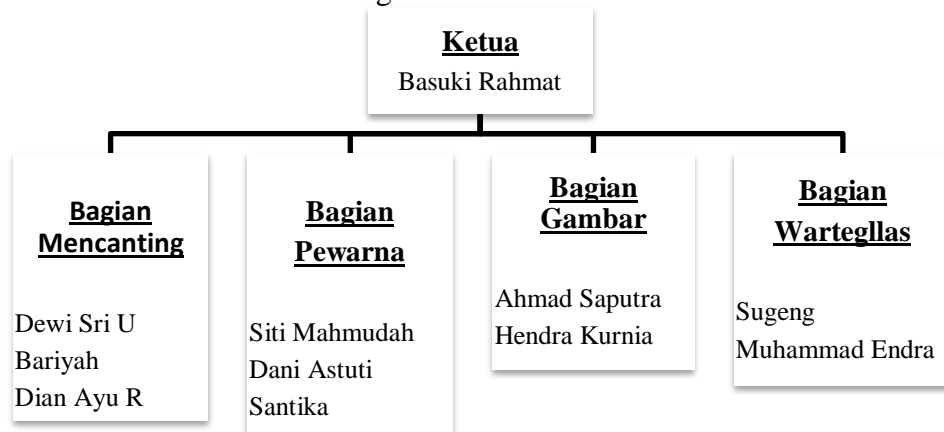 Ketua
Basuki Rahmat
Bagian
Mencanting
Dewi Sri U
Bariyah
Dian Ayu R
Bagian
Pewarna
Siti Mahmudah
Dani Astuti
Santika
Bagian
Gambar
Ahmad Saputra
Hendra Kurnia
Bagian
Wartegllas
Sugeng
Muhammad Endra